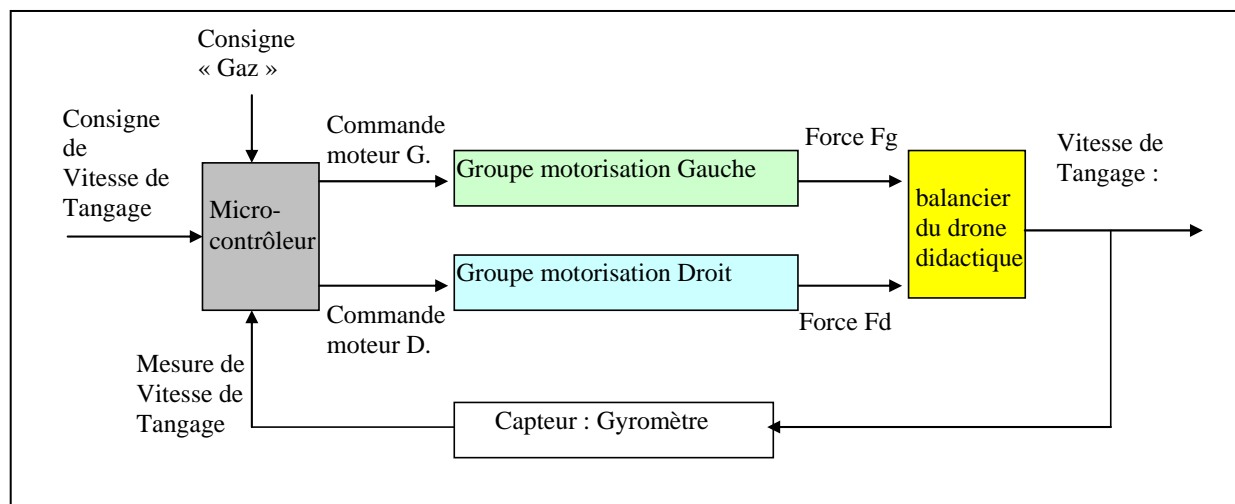 Consigne
« Gaz »
Consigne
de
Vitesse de
Tangage
Commande
moteur G.
Groupe motorisation Gauche
Force Fg
Vitesse de
Tangage :
Micro-
contrôleur
balancier
du drone
didactique
Groupe motorisation Droit
Commande
moteur D.
Force Fd
Mesure de
Vitesse de
Tangage
Capteur : Gyromètre